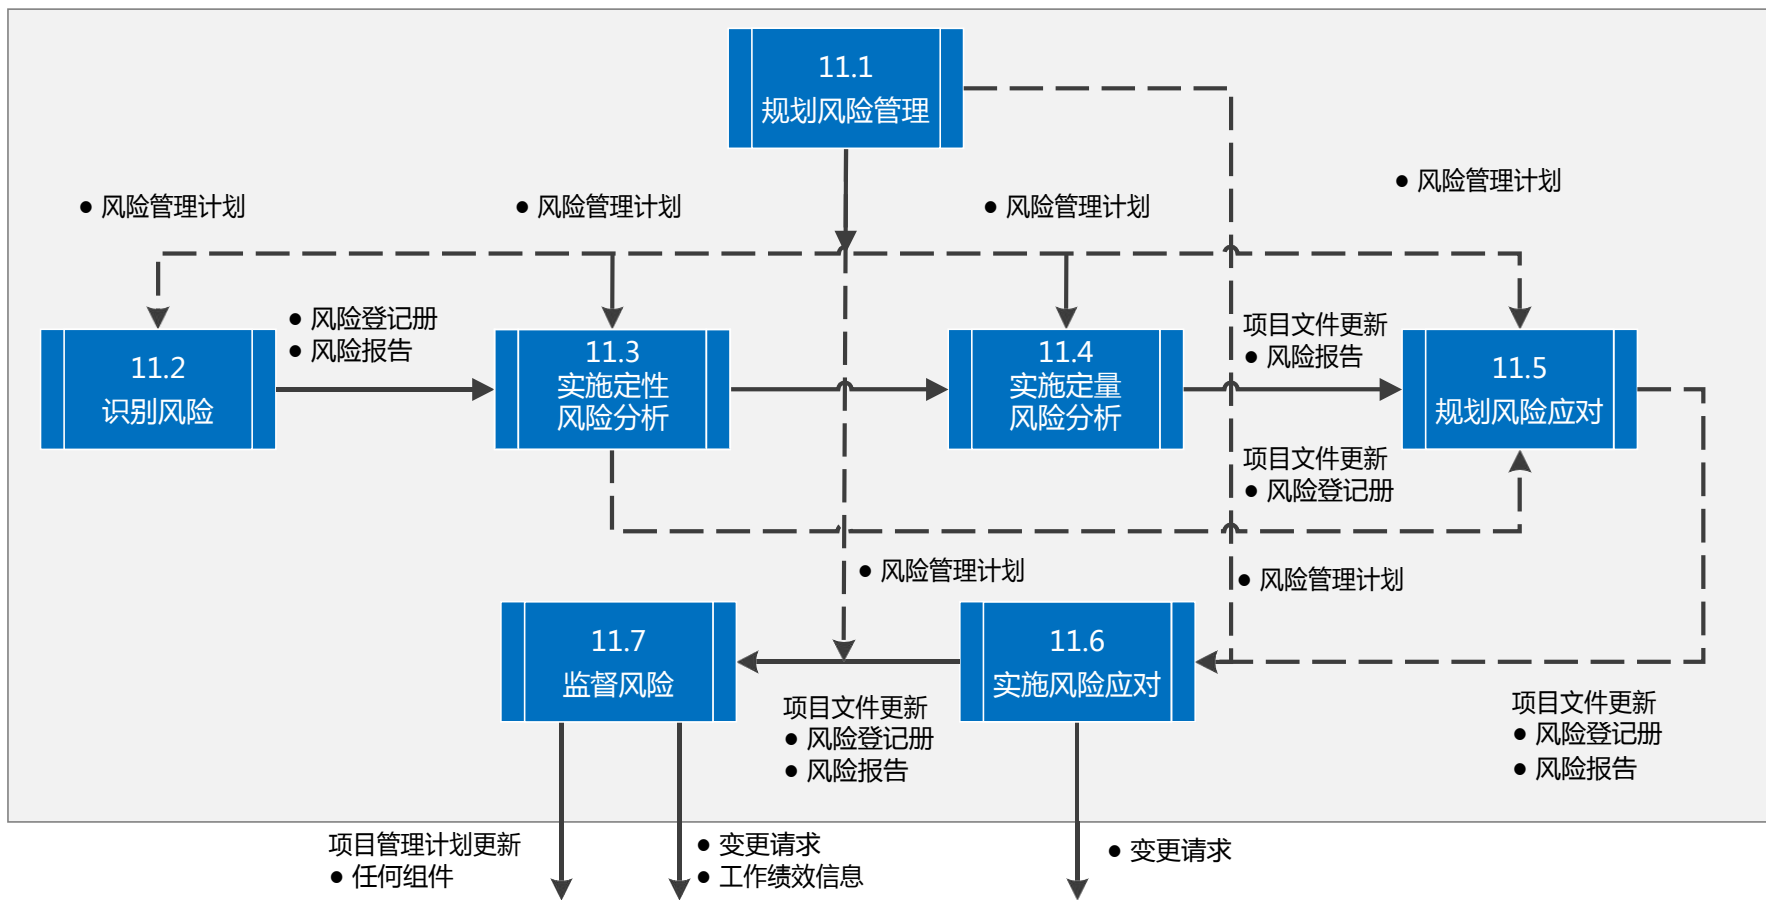 11.1
规划风险管理
● 风险管理计划
● 风险管理计划
● 风险管理计划
● 风险管理计划
● 风险登记册
● 风险报告
项目文件更新
● 风险报告
11.2
识别风险
11.3
实施定性
风险分析
11.4
实施定量
风险分析
11.5
规划风险应对
项目文件更新
● 风险登记册
● 风险管理计划
● 风险管理计划
11.7
监督风险
11.6
实施风险应对
项目文件更新
● 风险登记册
● 风险报告
项目文件更新
● 风险登记册
● 风险报告
项目管理计划更新
● 任何组件
● 变更请求
● 工作绩效信息
● 变更请求